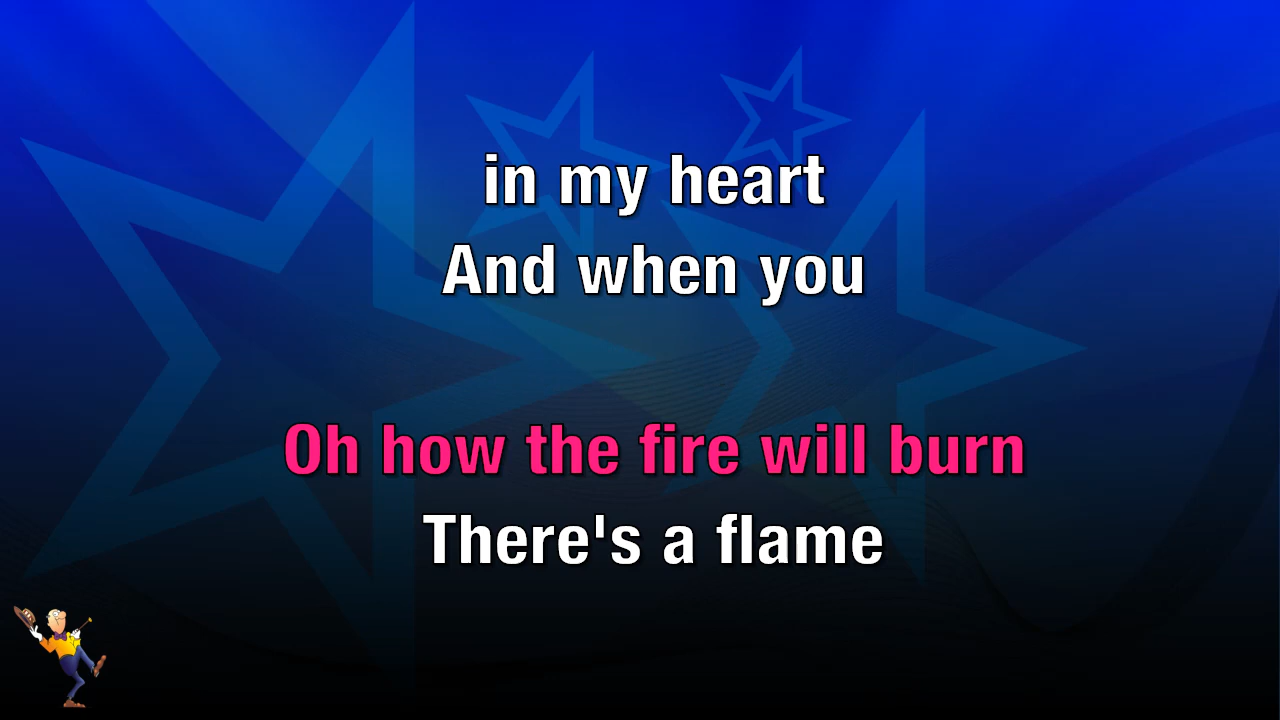 in my heart
And when you
Oh how the fire will burn
There's a flame